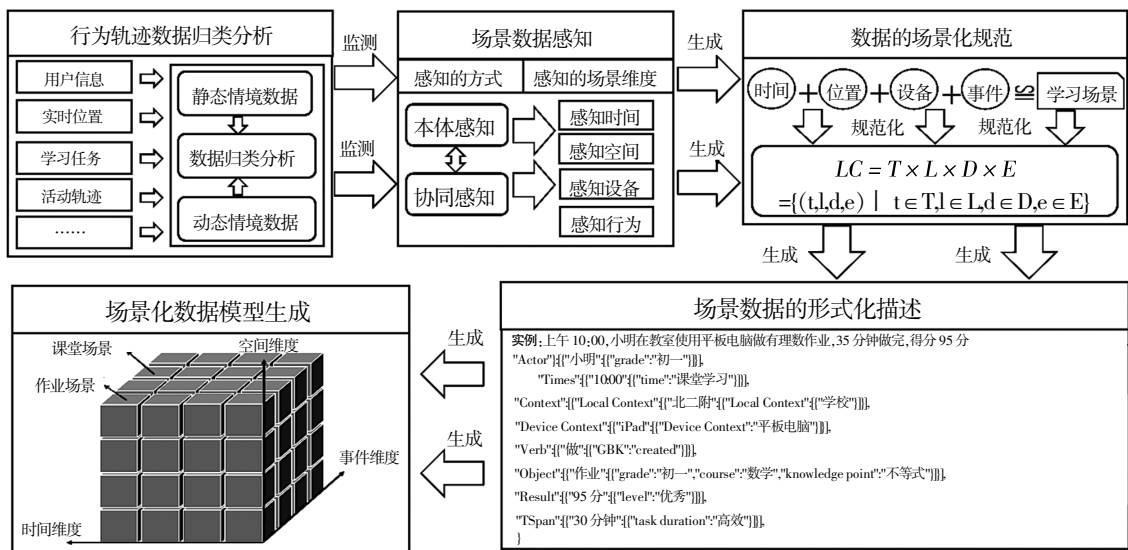 行为轨迹数据归类分析
用户信息
实时位置
学习任务
活动轨迹
……
静态情境数据
数据归类分析
动态情境数据
监测
监测
场景数据感知
感知的方式
感知的场景维度
本体感知
协同感知
感知时间
感知空间
感知设备
感知行为
生成
生成
数据的场景化规范
时间+位置+设备+事件≌学习场景
规范化
规范化
LC = T × L × D × E
={(t,l,d,e) | t∈T,l∈L,d∈D,e∈E}
生成
生成
场景数据的形式化描述
实例:上午 10:00,小明在教室使用平板电脑做有理数作业,35 分钟做完,得分 95 分
"Actor":[{"小明":[{"grade":"初一"}]}],
"Times":[{"10:00":[{"time":"课堂学习"}]}],
"Context":[{"Local Context":[{"北二附":[{"Local Context":[{"学校"}]}],
"Device Context":[{"iPad":[{"Device Context":"平板电脑"}]}],
"Verb":[{"做":[{"GBK":"created"}]}],
"Object":[{"作业":[{"grade":"初一","course":"数学","knowledge point":"不等式"}]}],
"Result":[{"95 分":[{"level":"优秀"}]}],
"TSpan":[{"30 分钟":[{"task duration":"高效"}]}],
}
生成
生成
场景化数据模型生成
课堂场景
作业场景
空间维度
事件维度
时间维度